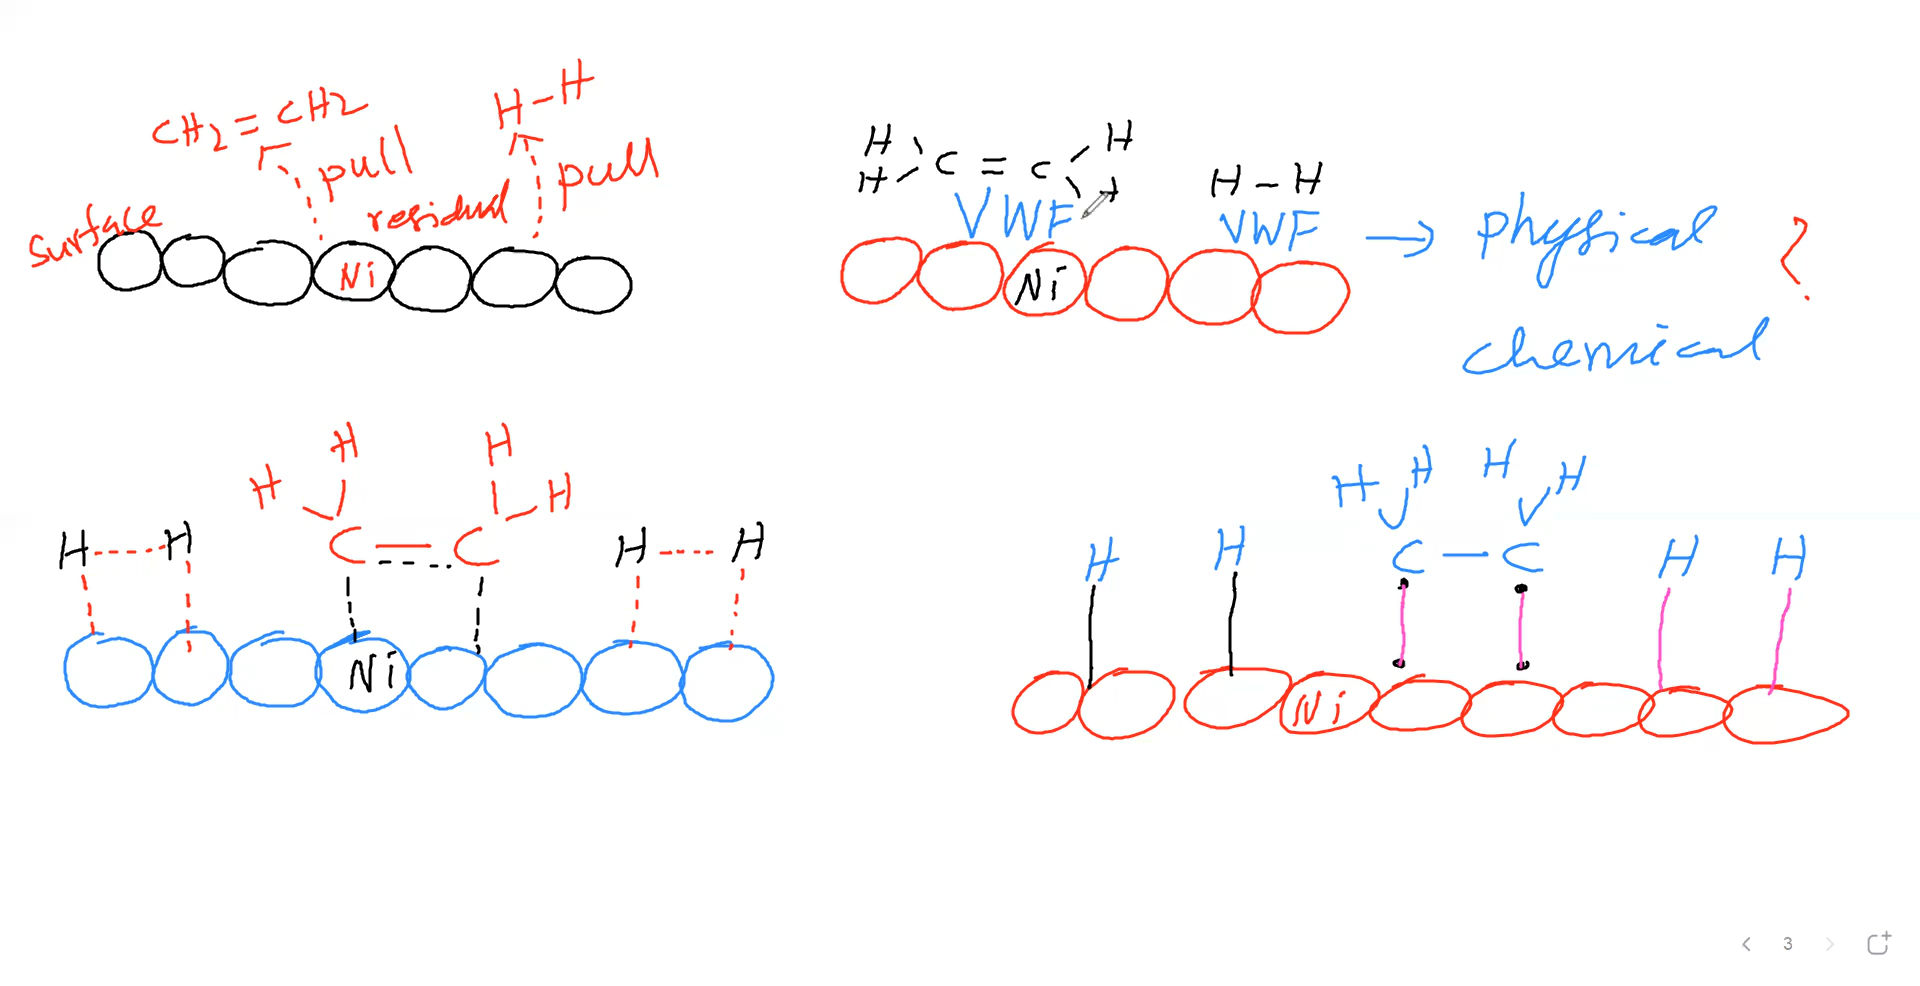 CH2 = CH2
H - H
pull
pull
residual
surface
Ni
H H
H C = C H
H - H
VWF
VWF → physical ?
Ni
chemical
H H
H H
H H C C H H
Ni
H H H H
H H C - C H H
Ni
3